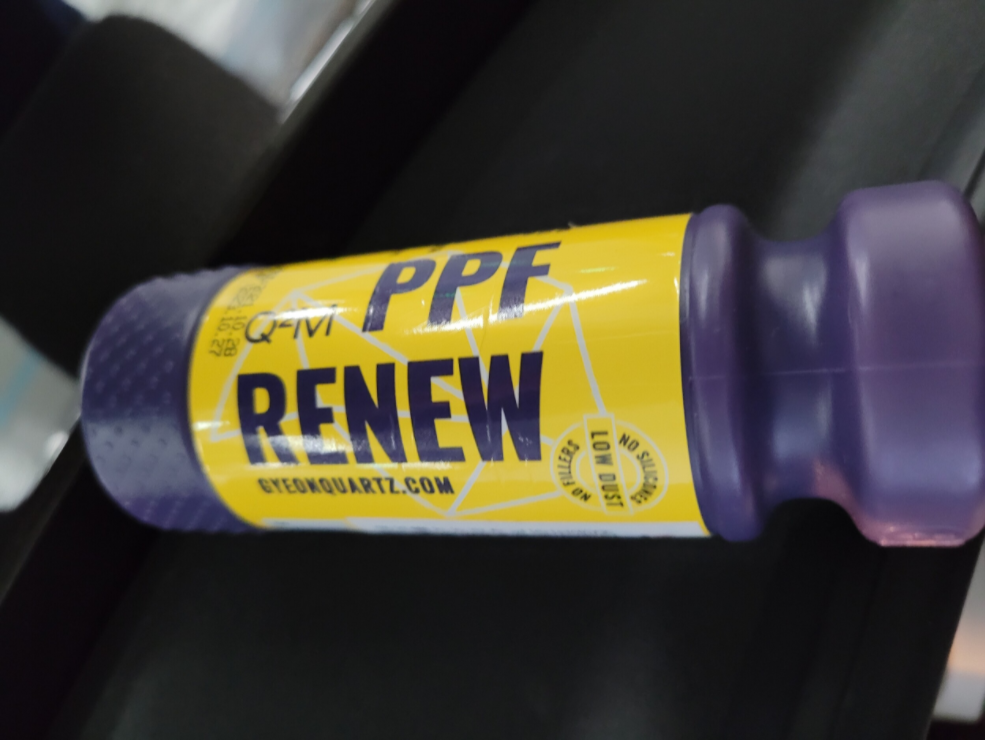 Q²M
PPF
RENEW
GYEONQUARTZ.COM
NO FILLERS
LOW DUST
NO SILICONES